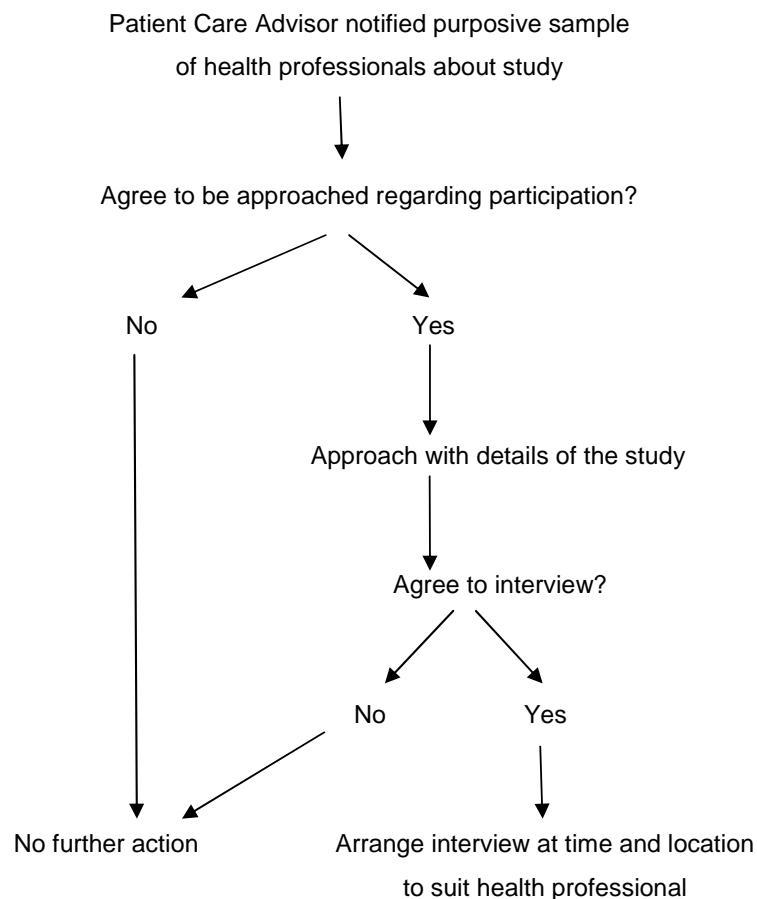 Patient Care Advisor notified purposive sample
of health professionals about study
Agree to be approached regarding participation?
No
Yes
Approach with details of the study
Agree to interview?
No
Yes
No further action
Arrange interview at time and location
to suit health professional